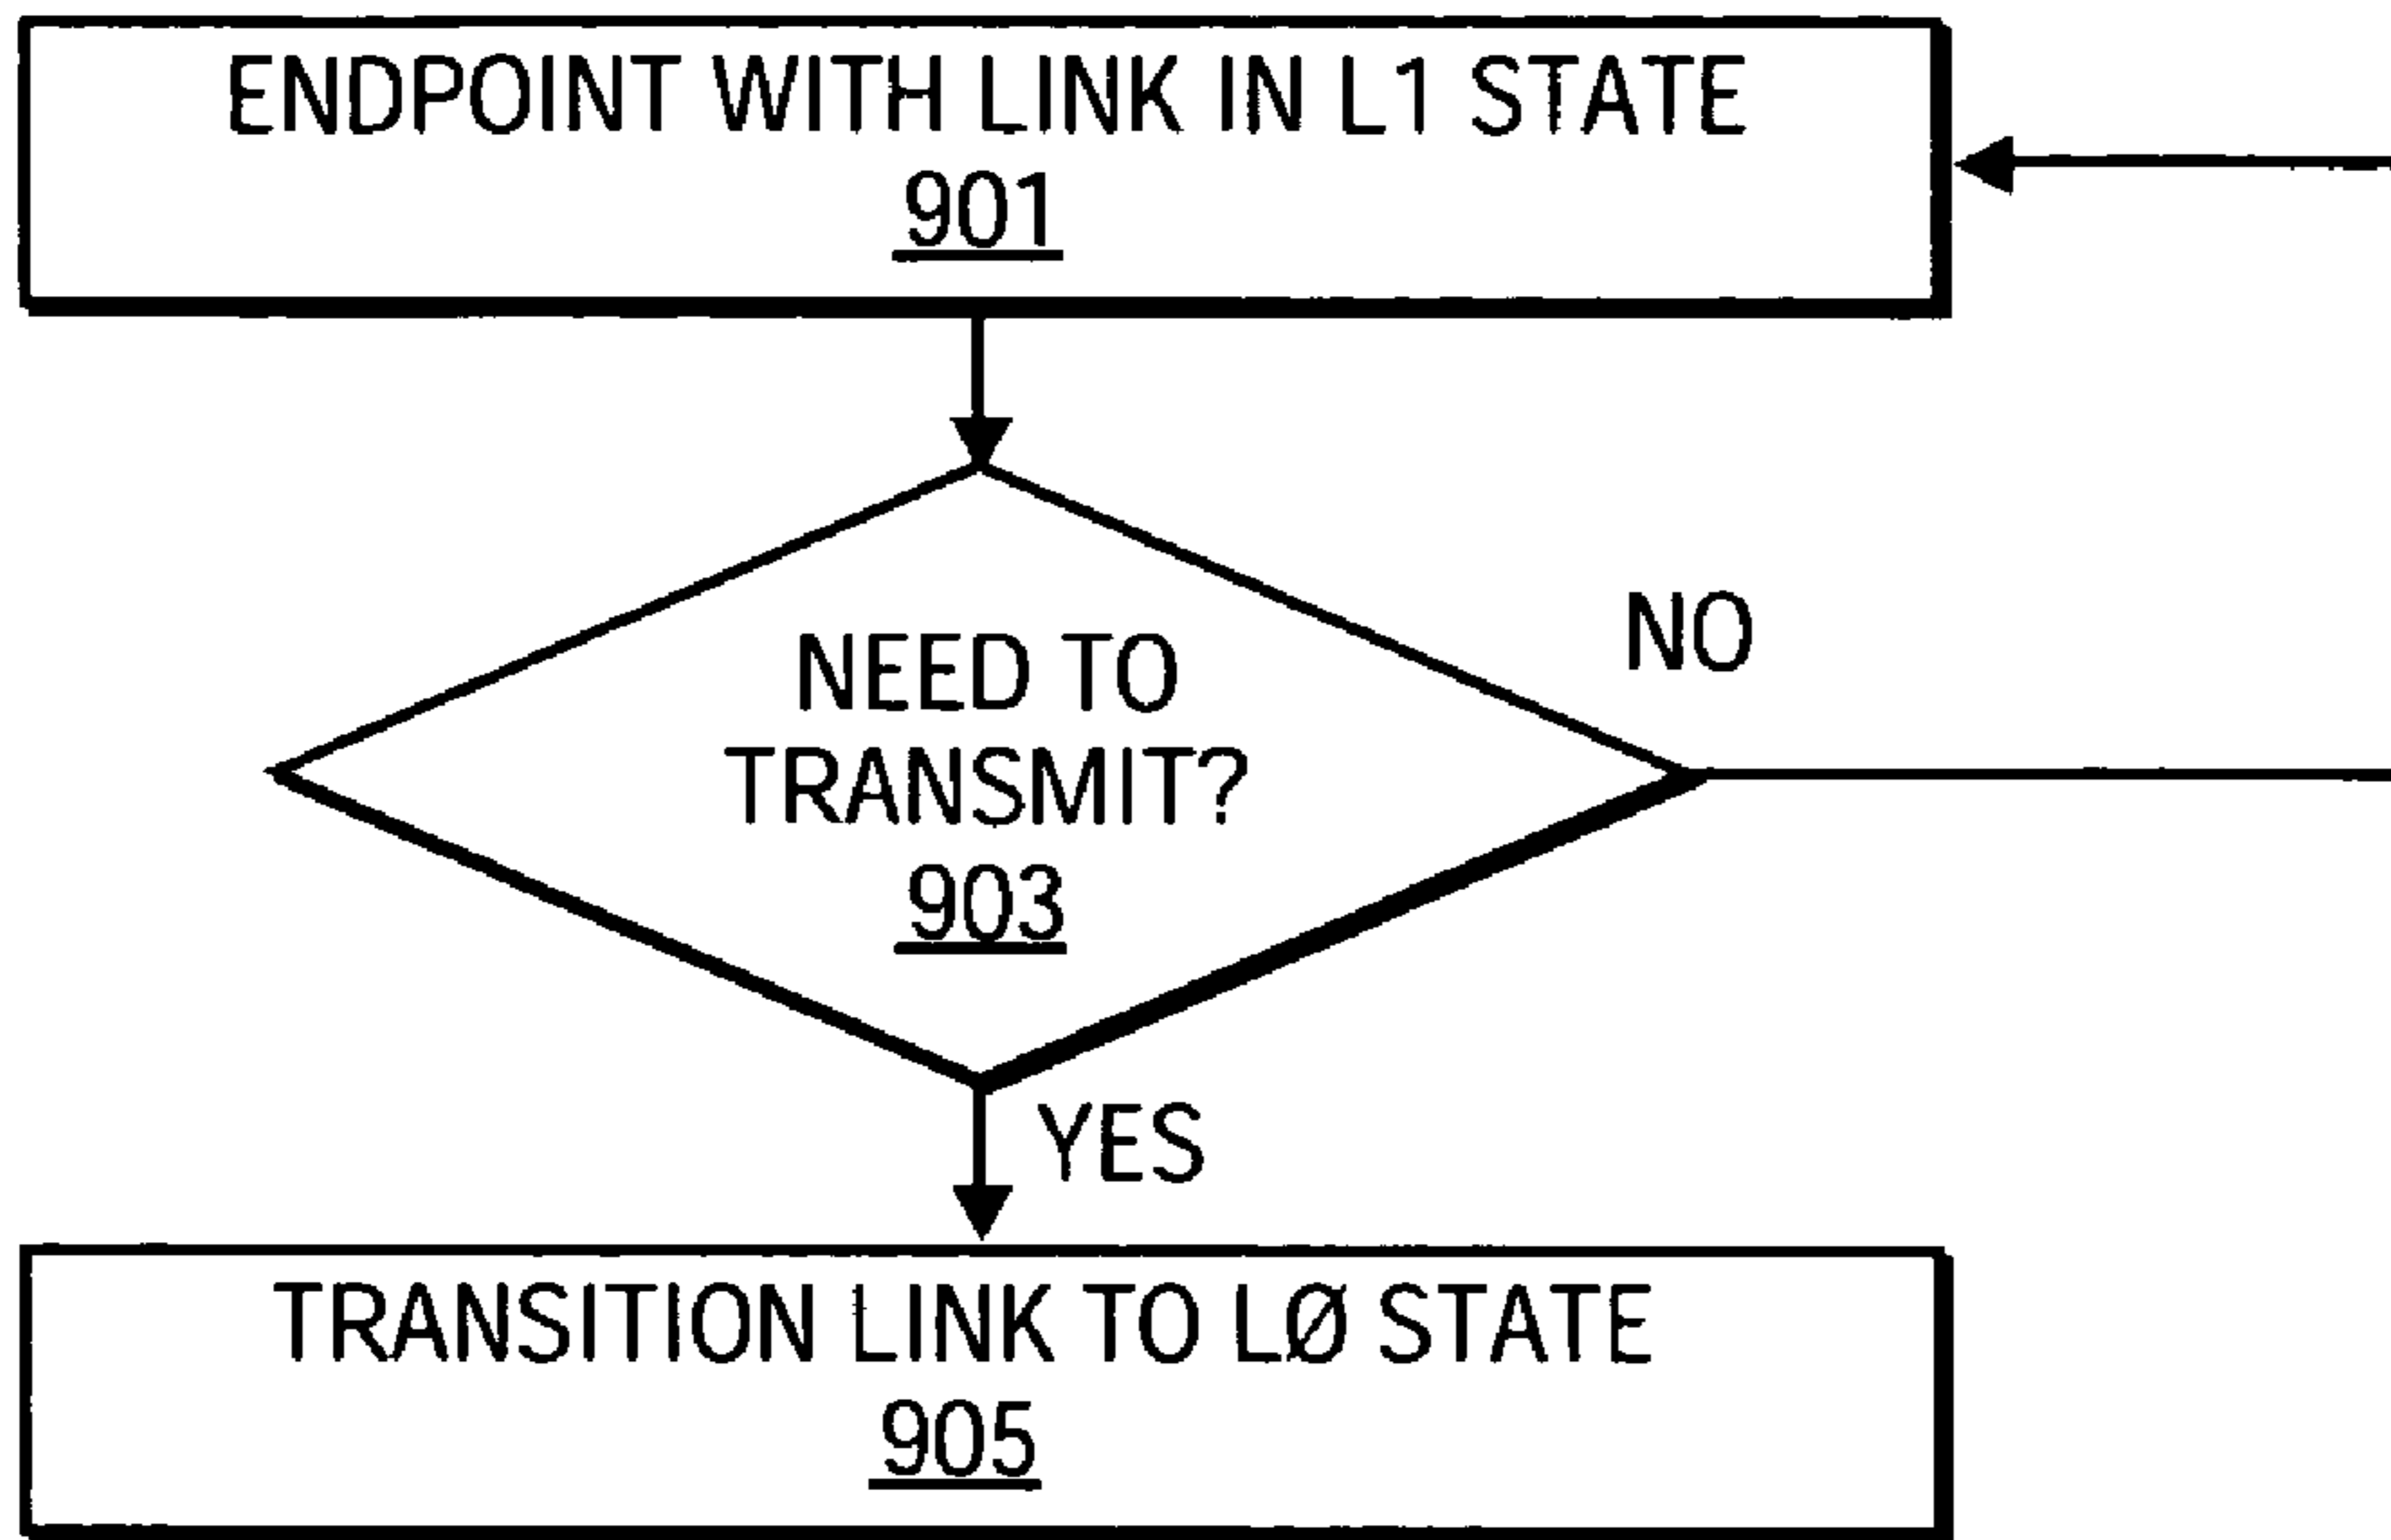 ENDPOINT WITH LINK IN L1 STATE
901
NEED TO
TRANSMIT?
903
NO
YES
TRANSITION LINK TO LØ STATE
905